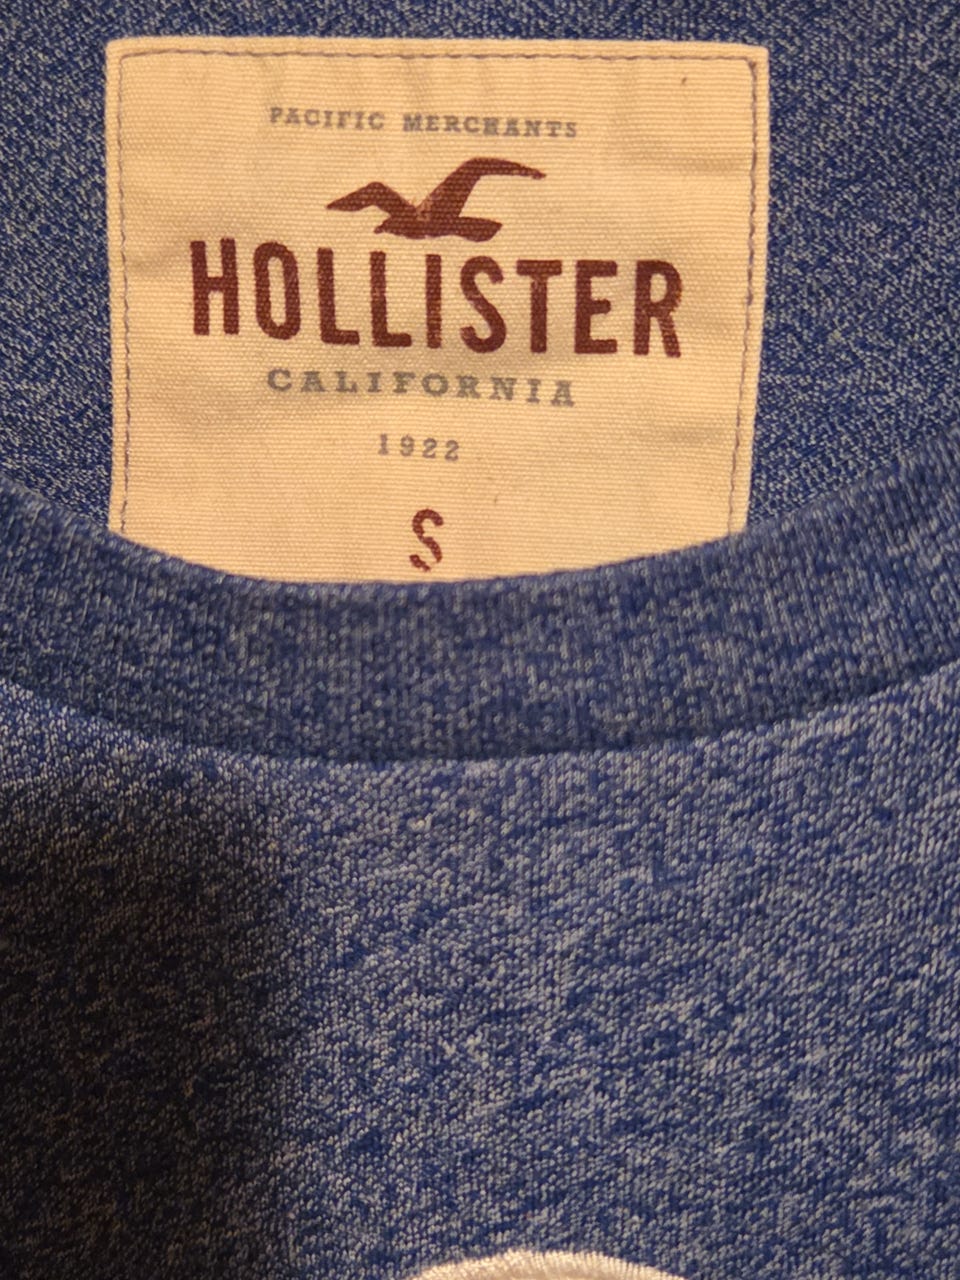 PACIFIC MERCHANTS
HOLLISTER
CALIFORNIA
1922
S